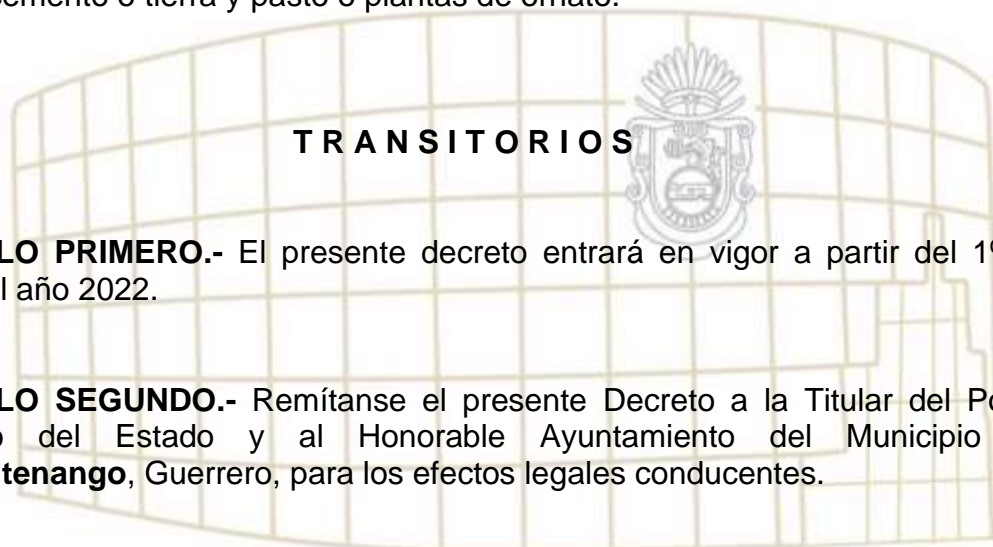 cemento o tierra y pasto o plantas de ornato.
T R A N S I T O R I O S
LO PRIMERO.- El presente decreto entrará en vigor a partir del 1º
l año 2022.
LO SEGUNDO.- Remítanse el presente Decreto a la Titular del Po
o del Estado y al Honorable Ayuntamiento del Municipio
tenango, Guerrero, para los efectos legales conducentes.